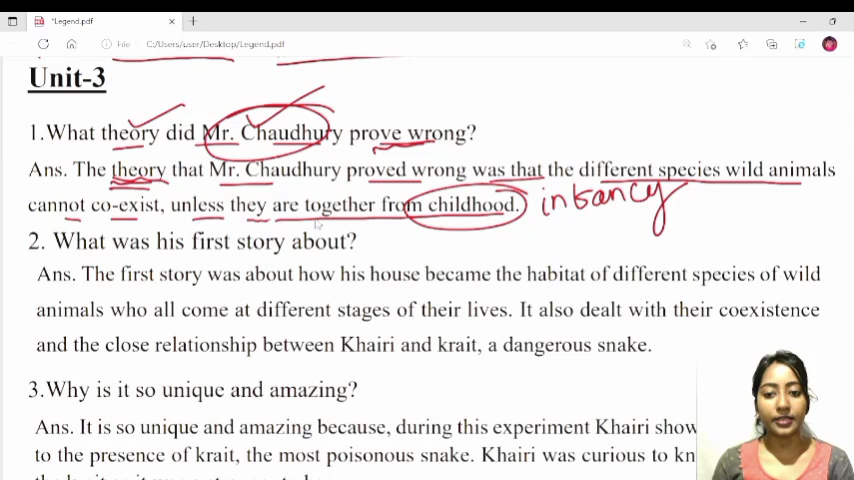 *Legend.pdf
File C:/Users/user/Desktop/Legend.pdf
Unit-3
1.What theory did Mr. Chaudhury prove wrong?
Ans. The theory that Mr. Chaudhury proved wrong was that the different species wild animals
cannot co-exist, unless they are together from childhood. infancy
2. What was his first story about?
Ans. The first story was about how his house became the habitat of different species of wild
animals who all come at different stages of their lives. It also dealt with their coexistence
and the close relationship between Khairi and krait, a dangerous snake.
3.Why is it so unique and amazing?
Ans. It is so unique and amazing because, during this experiment Khairi show
to the presence of krait, the most poisonous snake. Khairi was curious to kn